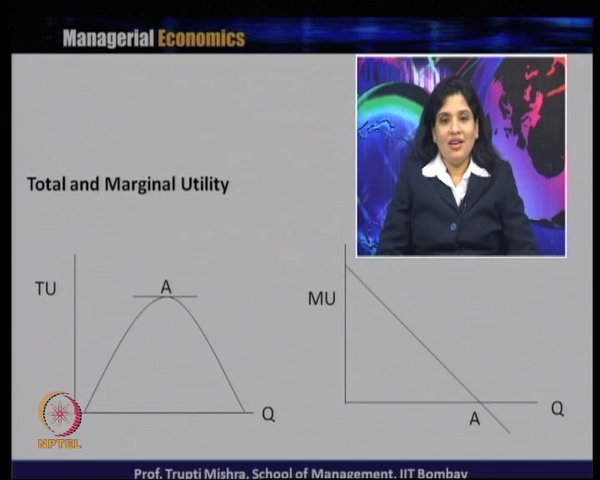 Managerial Economics
Total and Marginal Utility
TU
A
Q
MU
A
Q
NPTEL
Prof. Trupti Mishra, School of Management, IIT Bombay